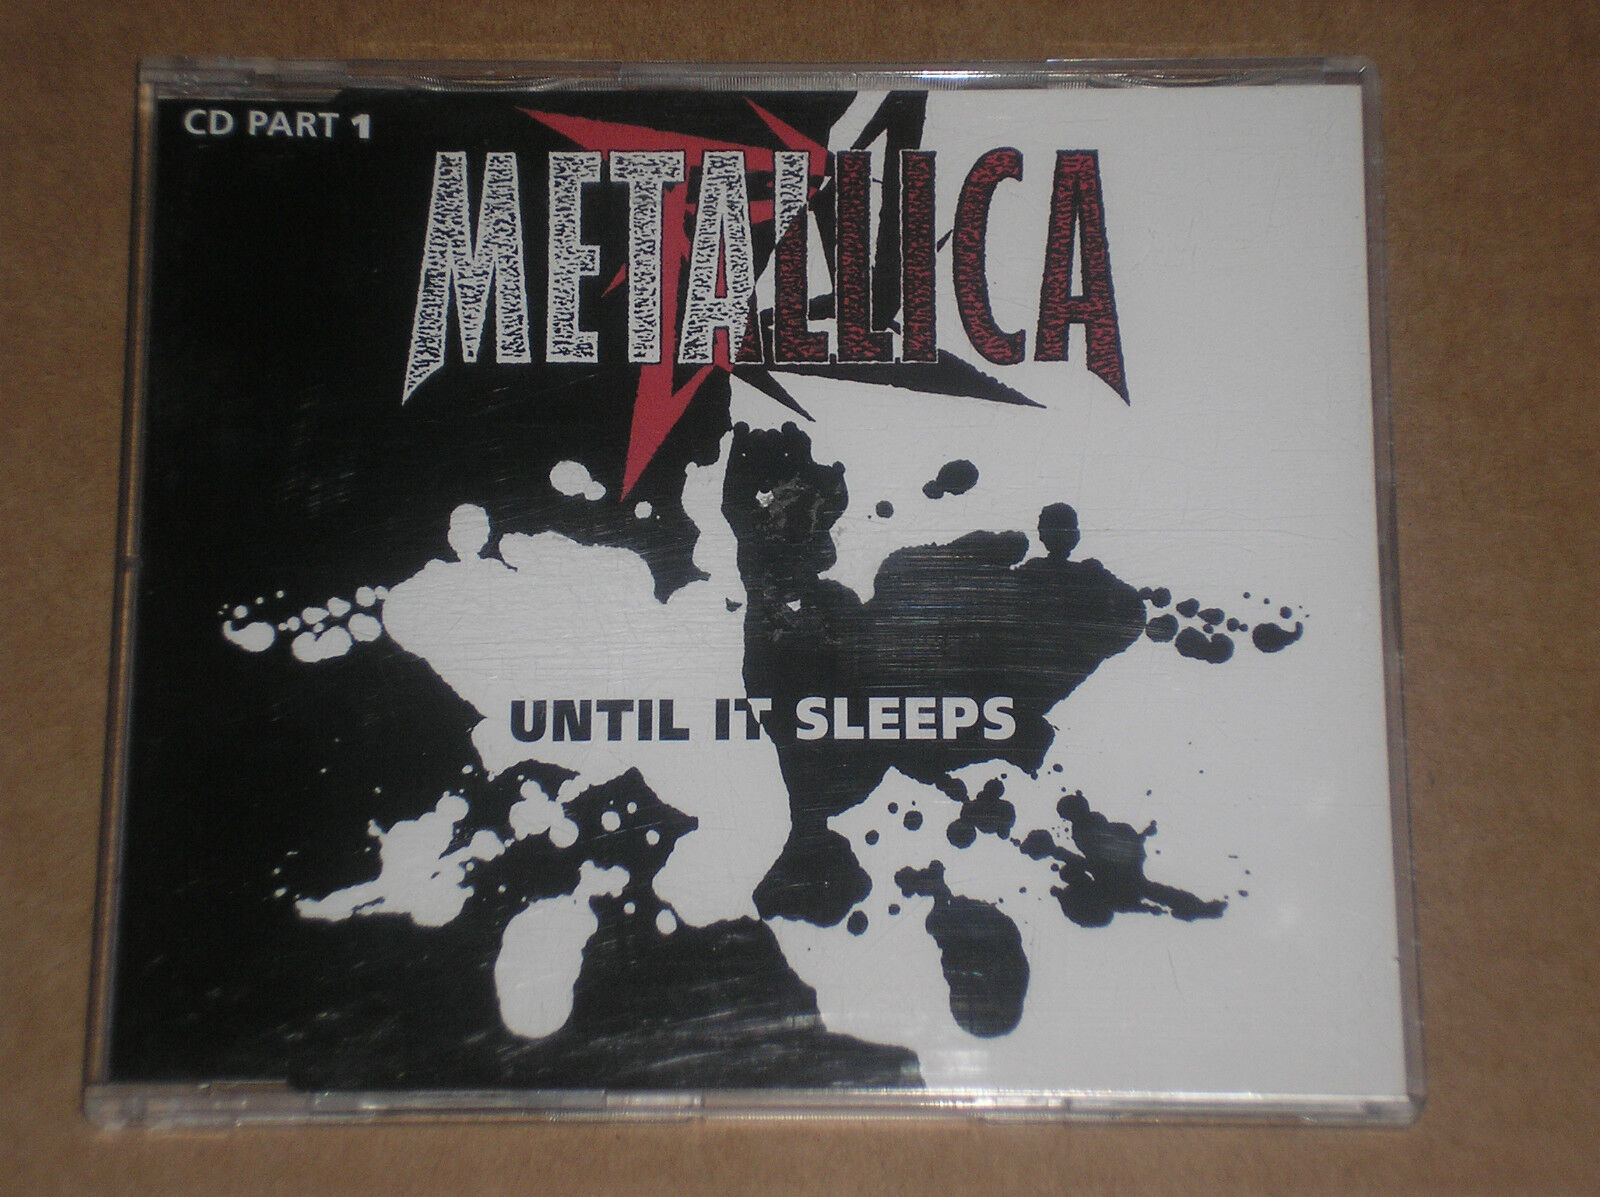 CD PART 1
METALLICA
UNTIL IT SLEEPS